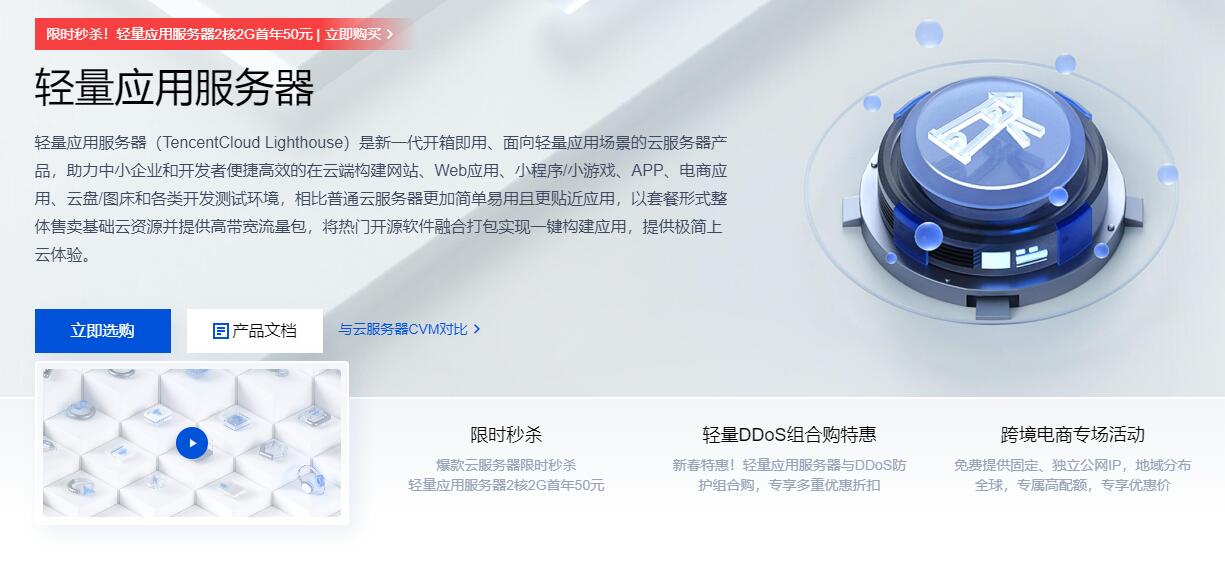 限时秒杀！轻量应用服务器2核2G首年50元 | 立即购买
轻量应用服务器
轻量应用服务器（TencentCloud Lighthouse）是新一代开箱即用、面向轻量应用场景的云服务器产
品，助力中小企业和开发者便捷高效的在云端构建网站、Web应用、小程序/小游戏、APP、电商应
用、云盘/图床和各类开发测试环境，相比普通云服务器更加简单易用且更贴近应用，以套餐形式整
体售卖基础云资源并提供高带宽流量包，将热门开源软件融合打包实现一键构建应用，提供极简上
云体验。
立即选购
产品文档
与云服务器CVM对比
限时秒杀
爆款云服务器限时秒杀
轻量应用服务器2核2G首年50元
轻量DDoS组合购特惠
新春特惠！轻量应用服务器与DDoS防
护组合购，专享多重优惠折扣
跨境电商专场活动
免费提供固定、独立公网IP，地域分布
全球，专属高配额，专享优惠价